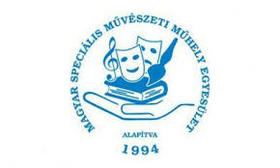 MAGYAR SPECIÁLIS MŰVÉSZETI MŰHELY EGYESÜLET
ALAPÍTVA
1994